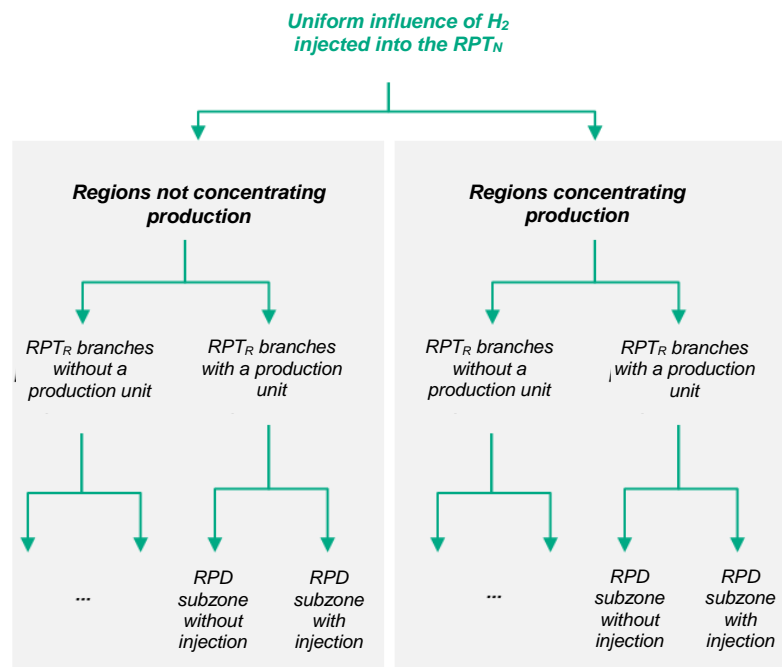 Uniform influence of H2
injected into the RPTN
Regions not concentrating
production
Regions concentrating
production
RPTR branches
without a
production unit
RPTR branches
with a production
unit
RPTR branches
without a
production unit
RPTR branches
with a production
unit
...
RPD
subzone
without
injection
RPD
subzone
with
injection
...
RPD
subzone
without
injection
RPD
subzone
with
injection